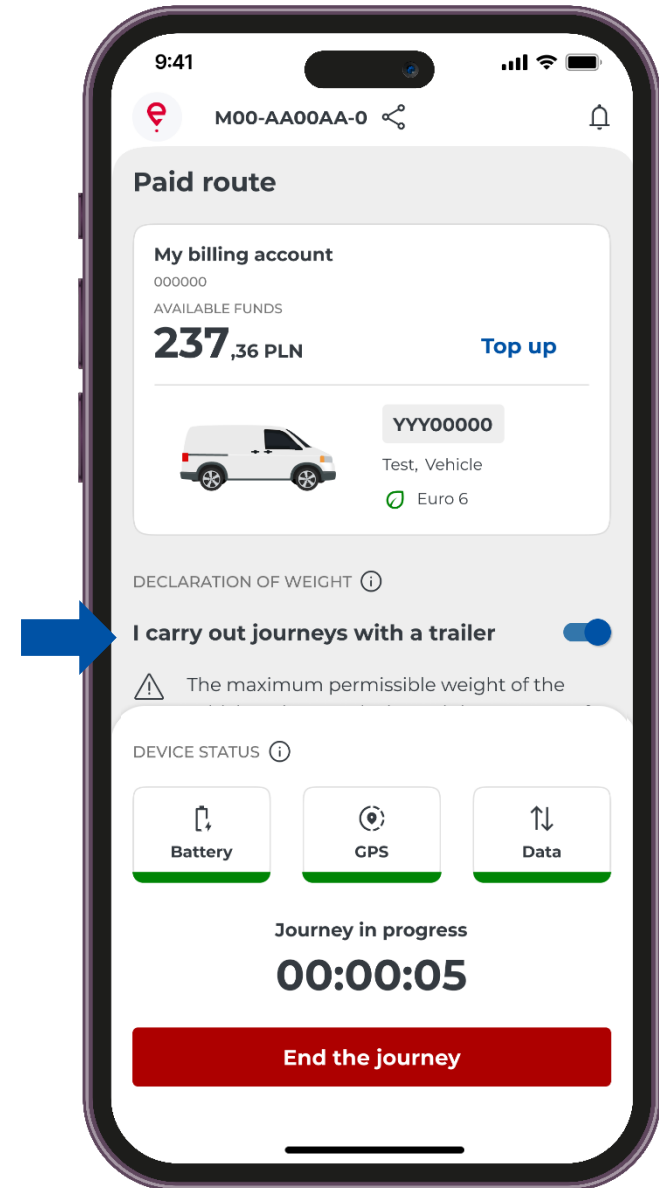 9:41
M00-AA00AA-0
Paid route
My billing account
000000
AVAILABLE FUNDS
237,36 PLN
Top up
YYY00000
Test, Vehicle
Euro 6
DECLARATION OF WEIGHT
I carry out journeys with a trailer
The maximum permissible weight of the
DEVICE STATUS
Battery
GPS
Data
Journey in progress
00:00:05
End the journey